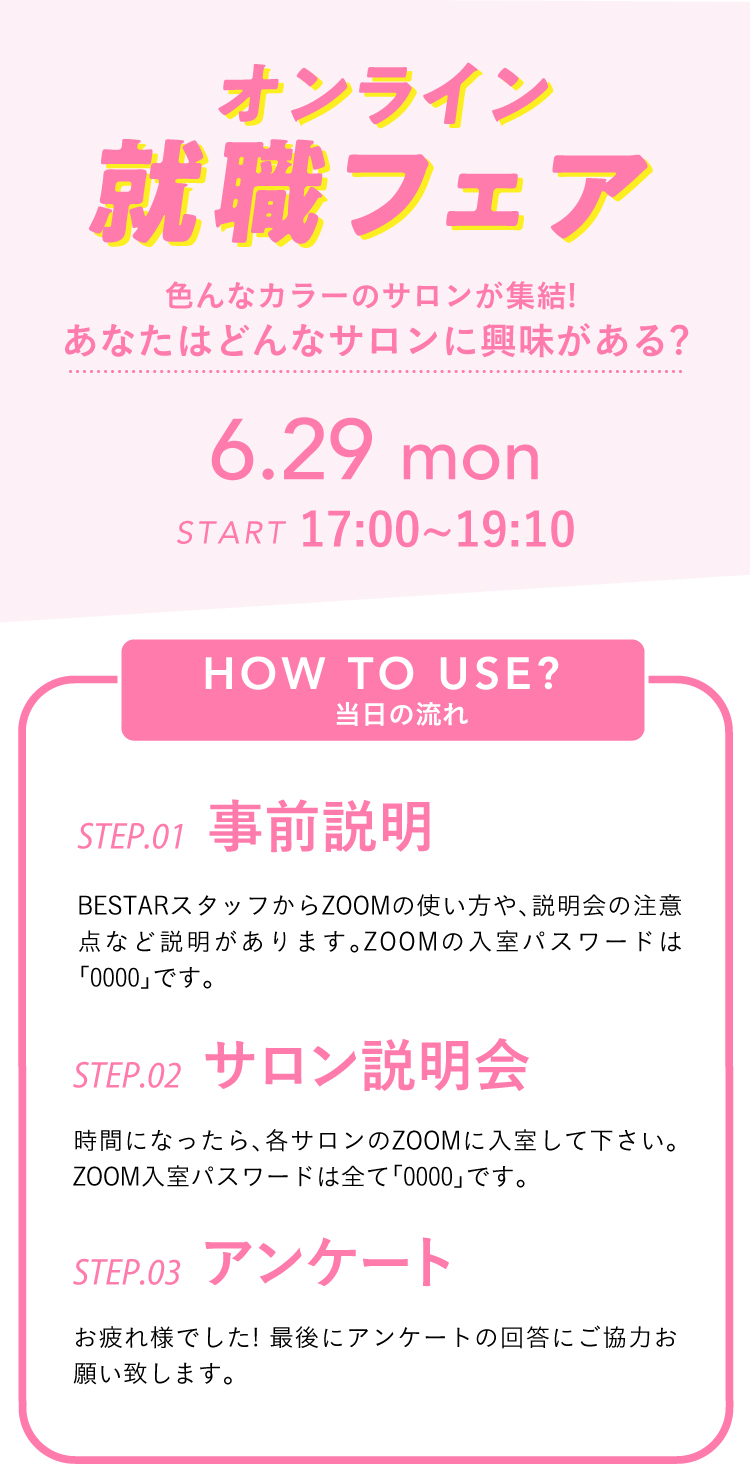 オンライン
就職フェア
色んなカラーのサロンが集結!
あなたはどんなサロンに興味がある?
6.29 mon
START 17:00~19:10
HOW TO USE?
当日の流れ
STEP.01 事前説明
BESTARスタッフからZOOMの使い方や、説明会の注意
点など説明があります。ZOOMの入室パスワードは
「0000」です。
STEP.02 サロン説明会
時間になったら、各サロンのZOOMに入室して下さい。
ZOOM入室パスワードは全て「0000」です。
STEP.03 アンケート
お疲れ様でした! 最後にアンケートの回答にご協力お
願い致します。